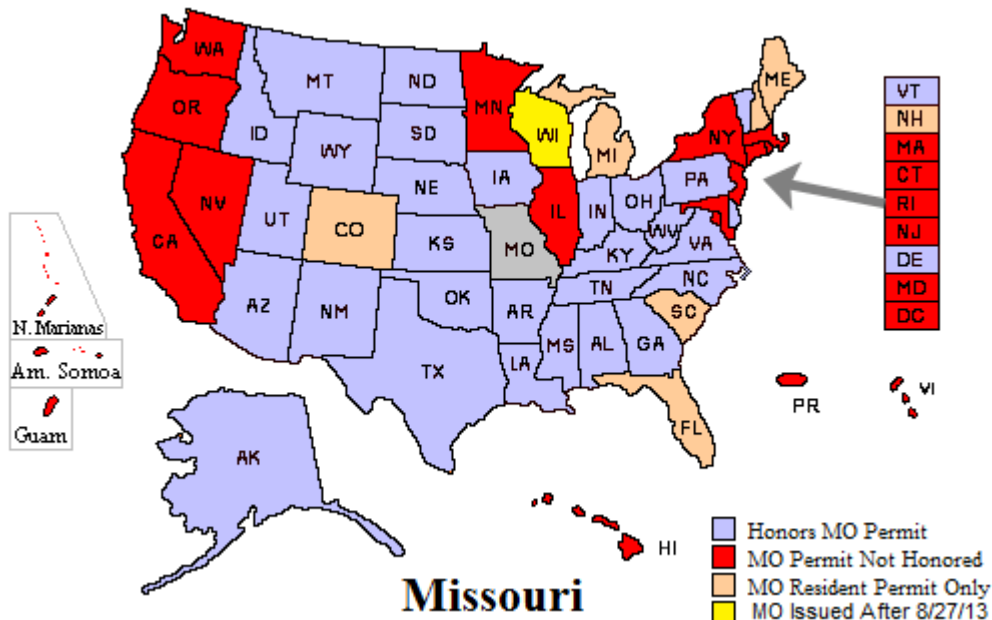 WA
MT
ND
MN
ME
OR
ID
SD
WI
NY
WY
MI
IA
PA
NE
NV
UT
CO
IL
IN
OH
WV
CA
KS
MO
KY
VA
AZ
NM
OK
AR
TN
NC
SC
MS
AL
GA
TX
LA
FL
AK
HI
VT
NH
MA
CT
RI
NJ
DE
MD
DC
N. Marianas
Am. Somoa
Guam
PR
VI
Honors MO Permit
MO Permit Not Honored
MO Resident Permit Only
MO Issued After 8/27/13
Missouri